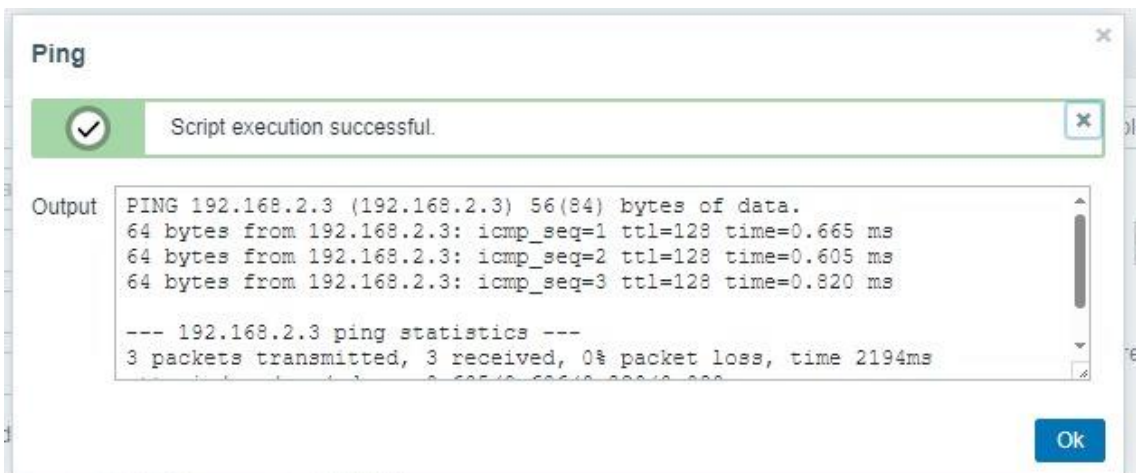 Ping
Script execution successful.
Output
PING 192.168.2.3 (192.168.2.3) 56(84) bytes of data.
64 bytes from 192.168.2.3: icmp_seq=1 ttl=128 time=0.665 ms
64 bytes from 192.168.2.3: icmp_seq=2 ttl=128 time=0.605 ms
64 bytes from 192.168.2.3: icmp_seq=3 ttl=128 time=0.820 ms
--- 192.168.2.3 ping statistics ---
3 packets transmitted, 3 received, 0% packet loss, time 2194ms
Ok